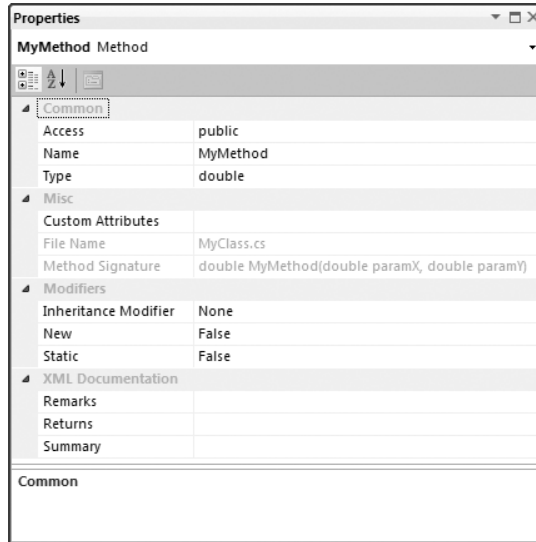 Properties
MyMethod Method
Common
Access public
Name MyMethod
Type double
Misc
Custom Attributes
File Name MyClass.cs
Method Signature double MyMethod(double paramX, double paramY)
Modifiers
Inheritance Modifier None
New False
Static False
XML Documentation
Remarks
Returns
Summary
Common